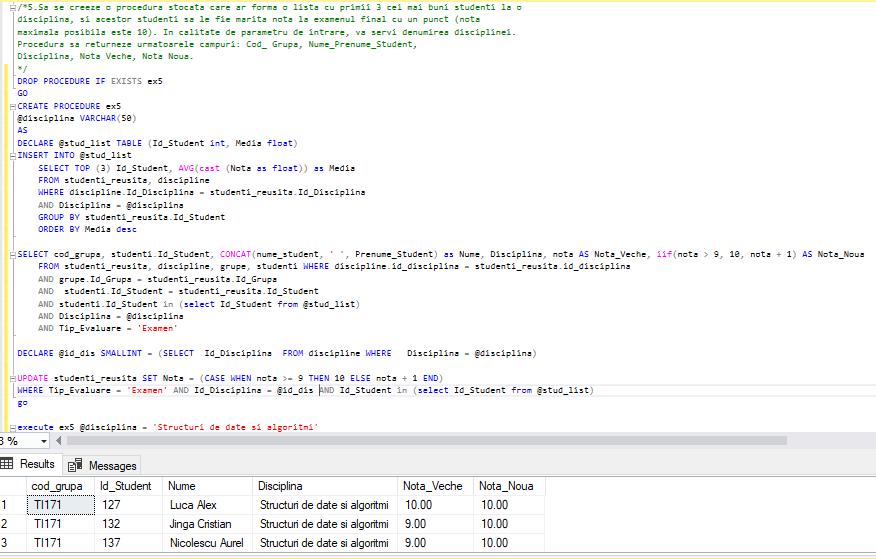 /*5.Sa se creeze o procedura stocata care ar forma o lista cu primii 3 cei mai buni studenti la o
disciplina, si acestor studenti sa le fie marita nota la examenul final cu un punct (nota
maximala posibila este 10). In calitate de parametru de intrare, va servi denumirea disciplinei.
Procedura sa returneze urmatoarele campuri: Cod_ Grupa, Nume_Prenume_Student,
Disciplina, Nota Veche, Nota Noua.
*/
DROP PROCEDURE IF EXISTS ex5
GO
CREATE PROCEDURE ex5
@disciplina VARCHAR(50)
AS
DECLARE @stud_list TABLE (Id_Student int, Media float)
INSERT INTO @stud_list
SELECT TOP (3) Id_Student, AVG(cast (Nota as float)) as Media
FROM studenti_reusita, discipline
WHERE discipline.Id_Disciplina = studenti_reusita.Id_Disciplina
AND Disciplina = @disciplina
GROUP BY studenti_reusita.Id_Student
ORDER BY Media desc
SELECT cod_grupa, studenti.Id_Student, CONCAT(nume_student, ' ', Prenume_Student) as Nume, Disciplina, nota AS Nota_Veche, iif(nota > 9, 10, nota + 1) AS Nota_Noua
FROM studenti_reusita, discipline, grupe, studenti WHERE discipline.id_disciplina = studenti_reusita.id_disciplina
AND grupe.Id_Grupa = studenti_reusita.Id_Grupa
AND  studenti.Id_Student = studenti_reusita.Id_Student
AND studenti.Id_Student in (select Id_Student from @stud_list)
AND Disciplina = @disciplina
AND Tip_Evaluare = 'Examen'
DECLARE @id_dis SMALLINT = (SELECT  Id_Disciplina  FROM discipline WHERE   Disciplina = @disciplina)
UPDATE studenti_reusita SET Nota = (CASE WHEN nota >= 9 THEN 10 ELSE nota + 1 END)
WHERE Tip_Evaluare = 'Examen' AND Id_Disciplina = @id_dis AND Id_Student in (select Id_Student from @stud_list)
go
execute ex5 @disciplina = 'Structuri de date si algoritmi'
3 %
Results Messages
cod_grupa Id_Student Nume Disciplina Nota_Veche Nota_Noua
1 TI171 127 Luca Alex Structuri de date si algoritmi 10.00 10.00
2 TI171 132 Jinga Cristian Structuri de date si algoritmi 9.00 10.00
3 TI171 137 Nicolescu Aurel Structuri de date si algoritmi 9.00 10.00